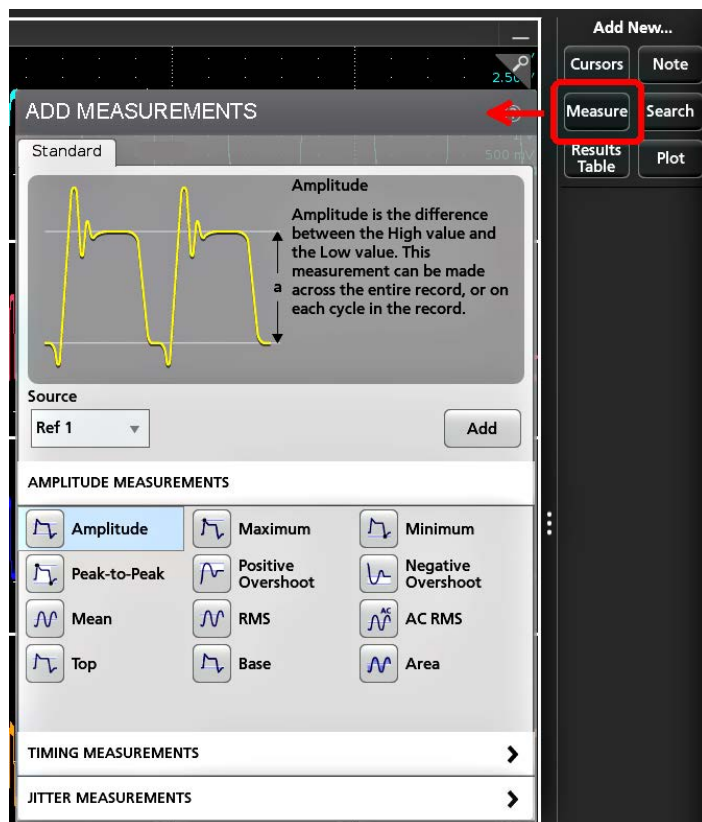 Add New...
Cursors
Note
Measure
Search
Results
Table
Plot
ADD MEASUREMENTS
Standard
500 mV
Amplitude
Amplitude is the difference
between the High value and
the Low value. This
measurement can be made
across the entire record, or on
each cycle in the record.
a
Source
Ref 1
Add
AMPLITUDE MEASUREMENTS
Amplitude
Maximum
Minimum
Peak-to-Peak
Positive
Overshoot
Negative
Overshoot
Mean
RMS
AC
AC RMS
Top
Base
Area
TIMING MEASUREMENTS
JITTER MEASUREMENTS